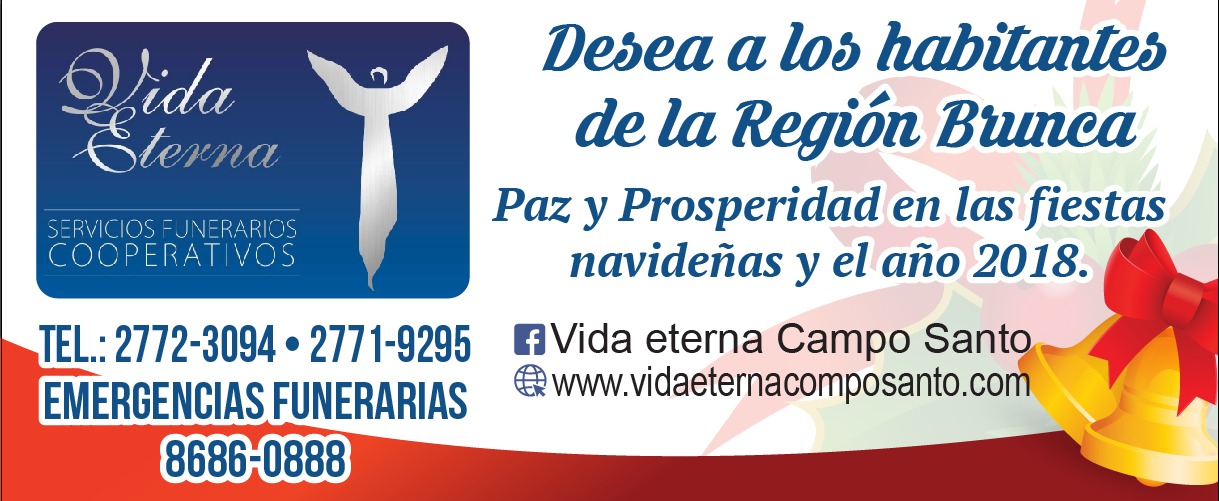 Vida
Eterna
SERVICIOS FUNERARIOS
COOPERATIVOS
TEL.: 2772-3094 • 2771-9295
EMERGENCIAS FUNERARIAS
8686-0888
Desea a los habitantes
de la Región Brunca
Paz y Prosperidad en las fiestas
navideñas y el año 2018.
Vida eterna Campo Santo
www.vidaeternacomposanto.com